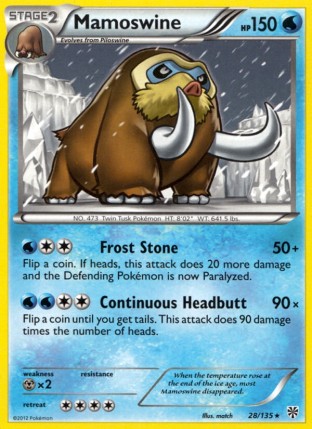 STAGE2 Mamoswine HP150
Evolves from Piloswine
NO. 473 Twin Tusk Pokémon HT: 8'02" WT: 641.5 lbs.
Frost Stone 50+
Flip a coin. If heads, this attack does 20 more damage
and the Defending Pokémon is now Paralyzed.
Continuous Headbutt 90×
Flip a coin until you get tails. This attack does 90 damage
times the number of heads.
weakness resistance
×2
When the temperature rose at
the end of the ice age, most
Mamoswine disappeared.
retreat
©2012 Pokémon Illus. match 28/135 ★